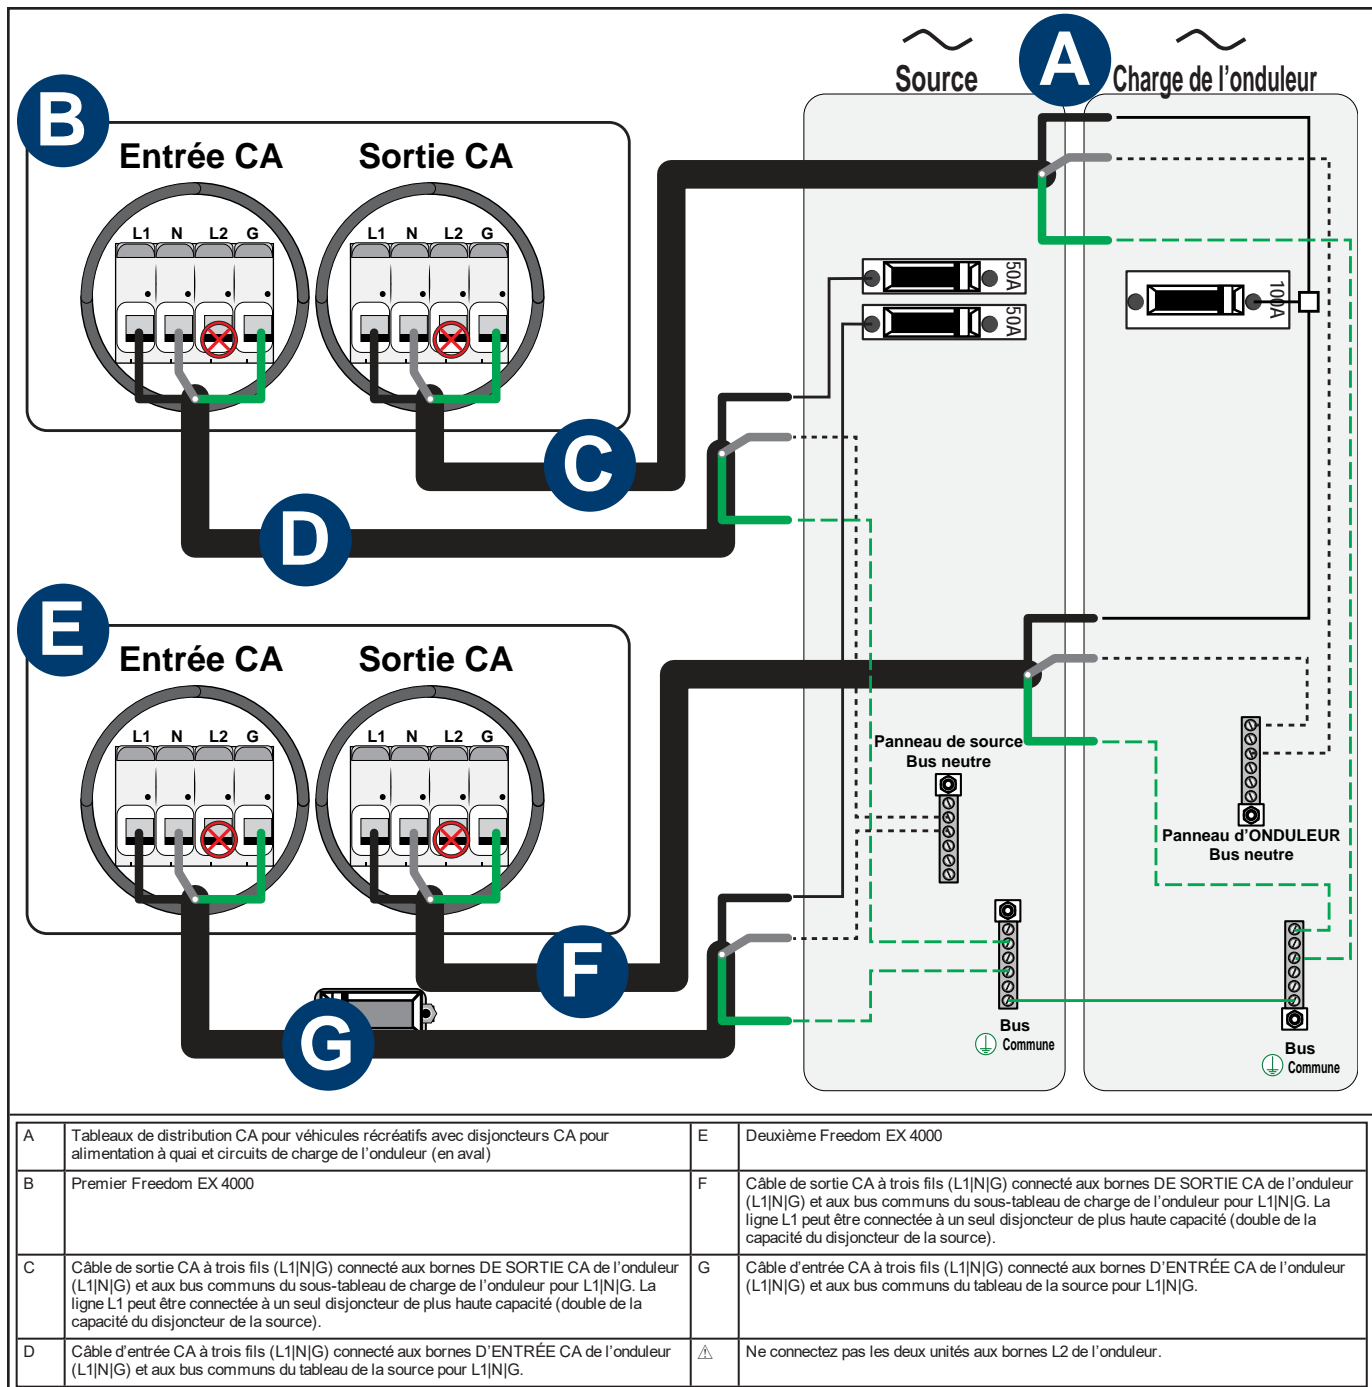 Source
A
Charge de l'onduleur
B
Entrée CA
Sortie CA
L1 N L2 G
L1 N L2 G
50A
50A
100A
C
D
E
Entrée CA
Sortie CA
L1 N L2 G
L1 N L2 G
Panneau de source
Bus neutre
Panneau d'ONDULEUR
Bus neutre
F
G
Bus
Commune
Bus
Commune
A
Tableaux de distribution CA pour véhicules récréatifs avec disjoncteurs CA pour
alimentation à quai et circuits de charge de l'onduleur (en aval)
E
Deuxième Freedom EX 4000
B
Premier Freedom EX 4000
F
Câble de sortie CA à trois fils (L1|N|G) connecté aux bornes DE SORTIE CA de l'onduleur
(L1|N|G) et aux bus communs du sous-tableau de charge de l'onduleur pour L1|N|G. La
ligne L1 peut être connectée à un seul disjoncteur de plus haute capacité (double de la
capacité du disjoncteur de la source).
C
Câble de sortie CA à trois fils (L1|N|G) connecté aux bornes DE SORTIE CA de l'onduleur
(L1|N|G) et aux bus communs du sous-tableau de charge de l'onduleur pour L1|N|G. La
ligne L1 peut être connectée à un seul disjoncteur de plus haute capacité (double de la
capacité du disjoncteur de la source).
G
Câble d'entrée CA à trois fils (L1|N|G) connecté aux bornes D'ENTRÉE CA de l'onduleur
(L1|N|G) et aux bus communs du tableau de la source pour L1|N|G.
D
Câble d'entrée CA à trois fils (L1|N|G) connecté aux bornes D'ENTRÉE CA de l'onduleur
(L1|N|G) et aux bus communs du tableau de la source pour L1|N|G.
⚠
Ne connectez pas les deux unités aux bornes L2 de l'onduleur.